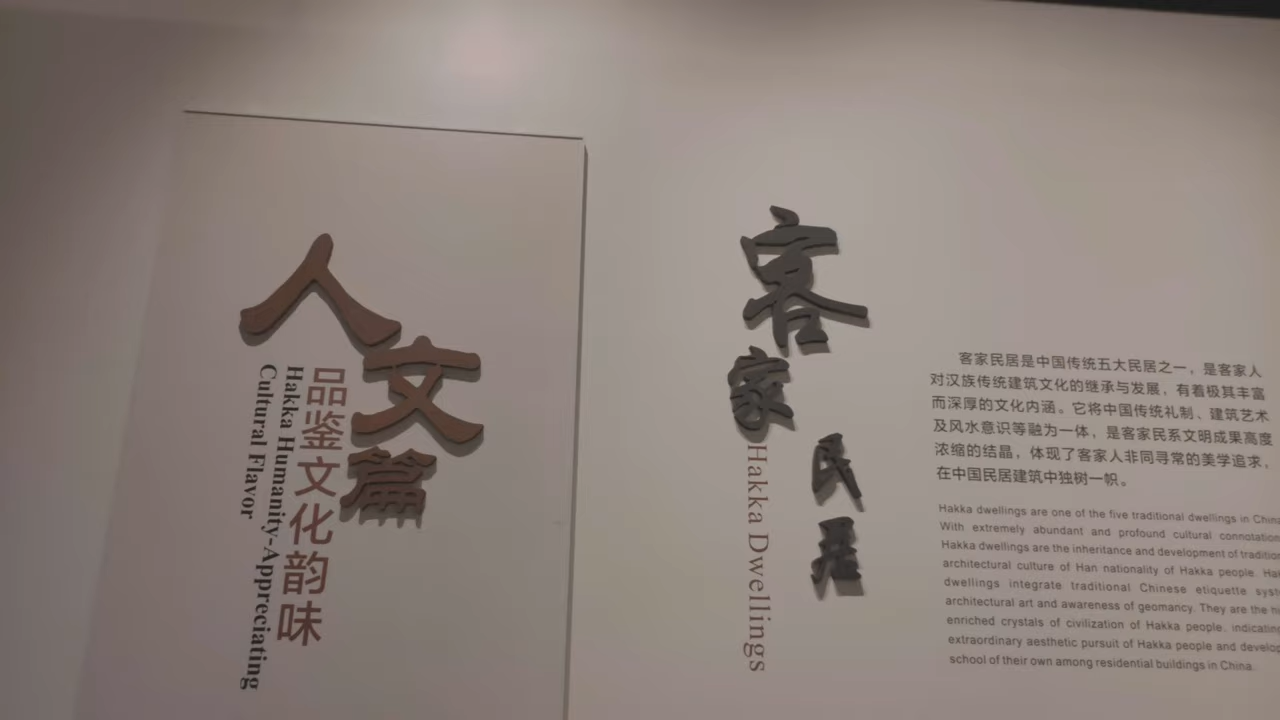 人文篇
品鉴文化韵味
Hakka Humanity-Appreciating
Cultural Flavor
客家民居
Hakka Dwellings
客家民居是中国传统五大民居之一，是客家人
对汉族传统建筑文化的继承与发展，有着极其丰富
而深厚的文化内涵。它将中国传统礼制、建筑艺术
及风水意识等融为一体，是客家民系文明成果高度
浓缩的结晶，体现了客家人非同寻常的美学追求，
在中国民居建筑中独树一帜。
Hakka dwellings are one of the five traditional dwellings in
With extremely abundant and profound cultural
Hakka dwellings are the inheritance and development of
architectural culture of Han nationality of Hakka people.
dwellings integrate traditional Chinese etiquette
architectural art and awareness of geomancy. They are the
enriched crystals of civilization of Hakka people, indicating
extraordinary aesthetic pursuit of Hakka people and
school of their own among residential buildings in China.